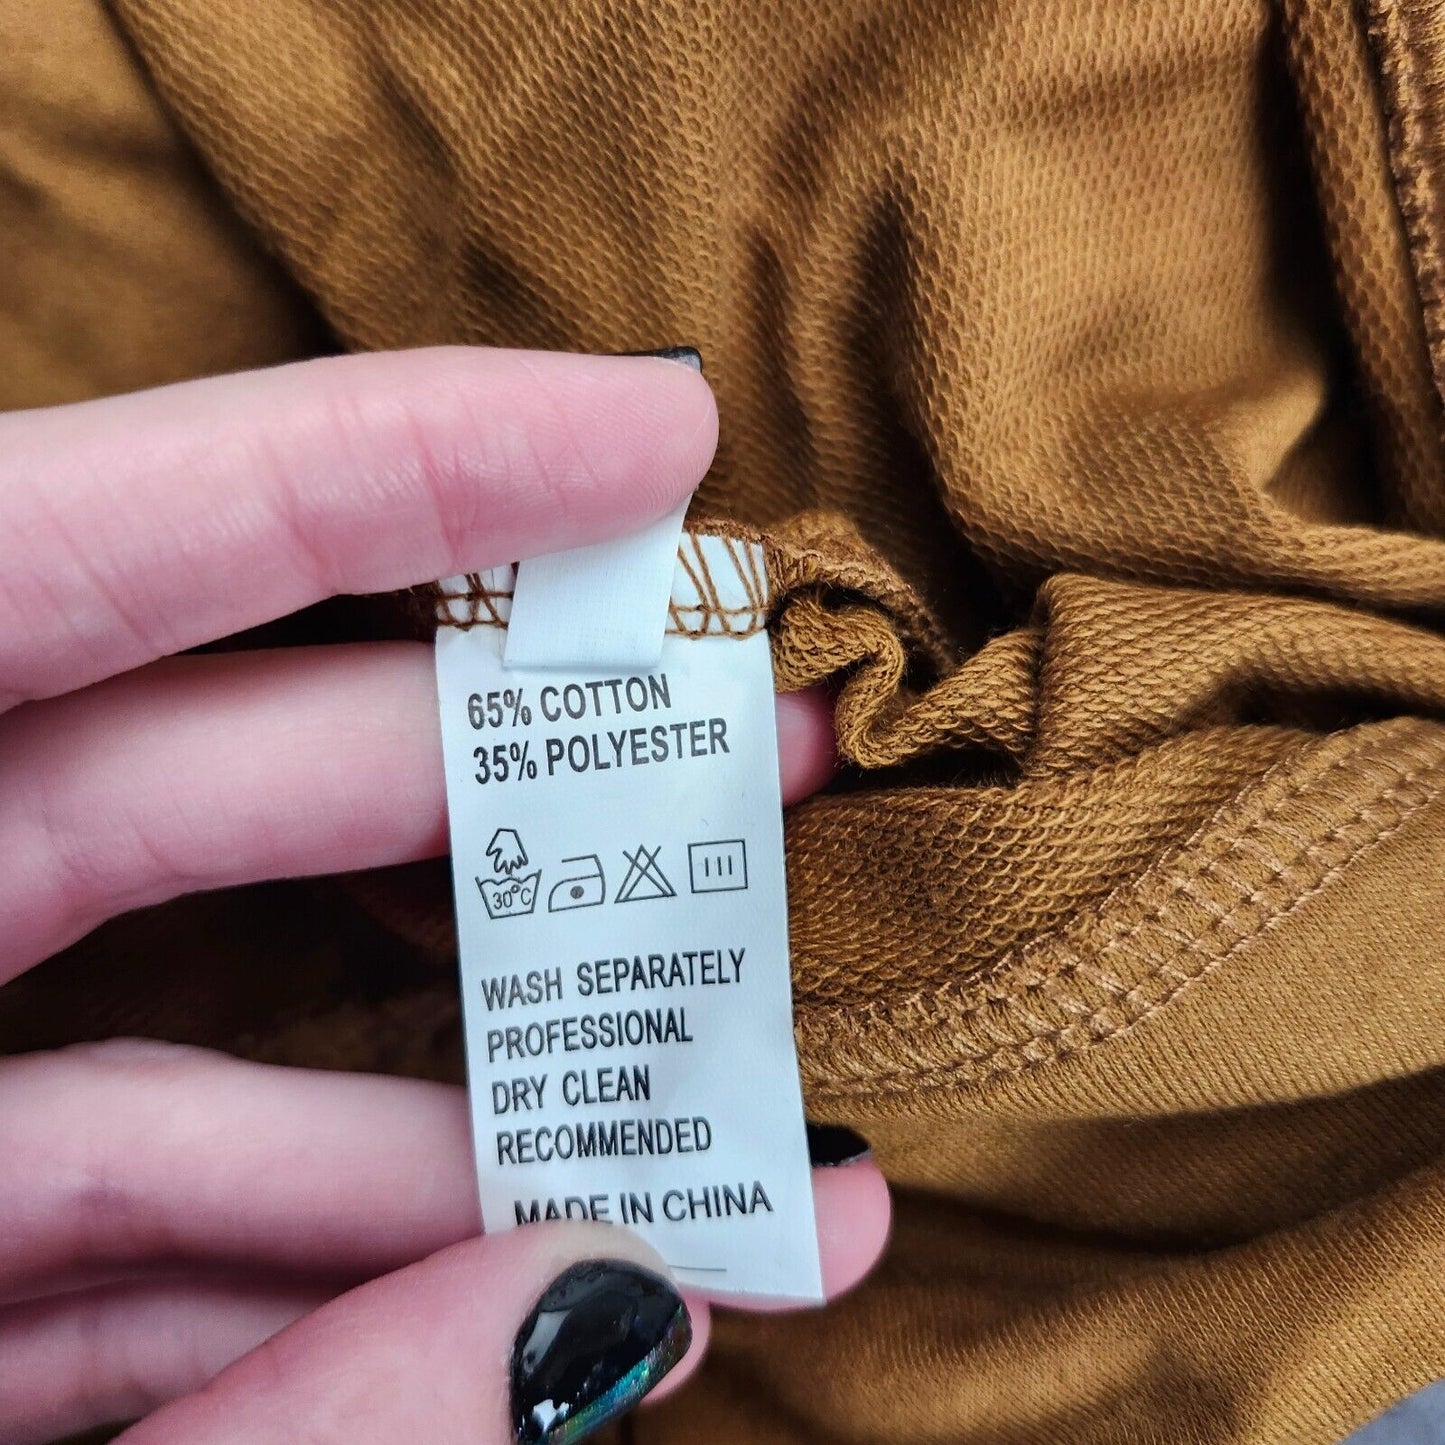 65% COTTON
35% POLYESTER
30°C
WASH SEPARATELY
PROFESSIONAL
DRY CLEAN
RECOMMENDED
MADE IN CHINA